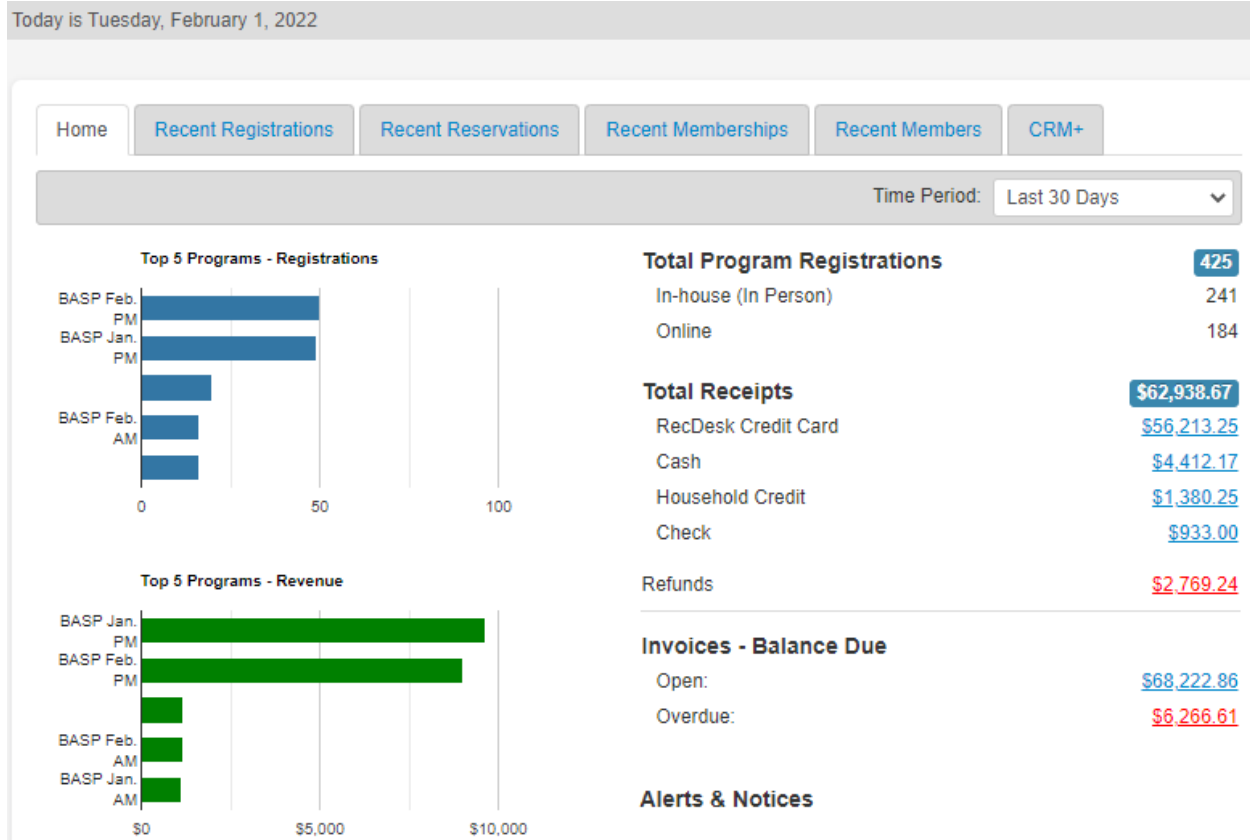 Today is Tuesday, February 1, 2022
Home Recent Registrations Recent Reservations Recent Memberships Recent Members CRM+
Time Period: Last 30 Days
Top 5 Programs - Registrations
BASP Feb.
PM
BASP Jan.
PM
BASP Feb.
AM
0 50 100
Top 5 Programs - Revenue
BASP Jan.
PM
BASP Feb.
PM
BASP Feb.
AM
BASP Jan.
AM
$0 $5,000 $10,000
Total Program Registrations 425
In-house (In Person) 241
Online 184
Total Receipts $62,938.67
RecDesk Credit Card $56,213.25
Cash $4,412.17
Household Credit $1,380.25
Check $933.00
Refunds $2,769.24
Invoices - Balance Due
Open: $68,222.86
Overdue: $6,266.61
Alerts & Notices